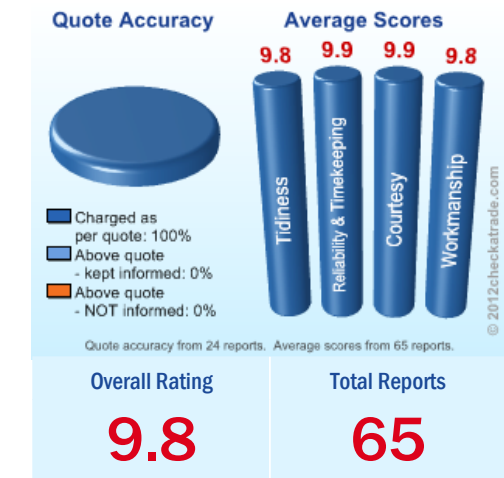 Quote Accuracy
Average Scores
9.8
9.9
9.9
9.8
Tidiness
Reliability & Timekeeping
Courtesy
Workmanship
Charged as
per quote: 100%
Above quote
- kept informed: 0%
Above quote
- NOT informed: 0%
© 2012checkatrade.com
Quote accuracy from 24 reports. Average scores from 65 reports.
Overall Rating
Total Reports
9.8
65